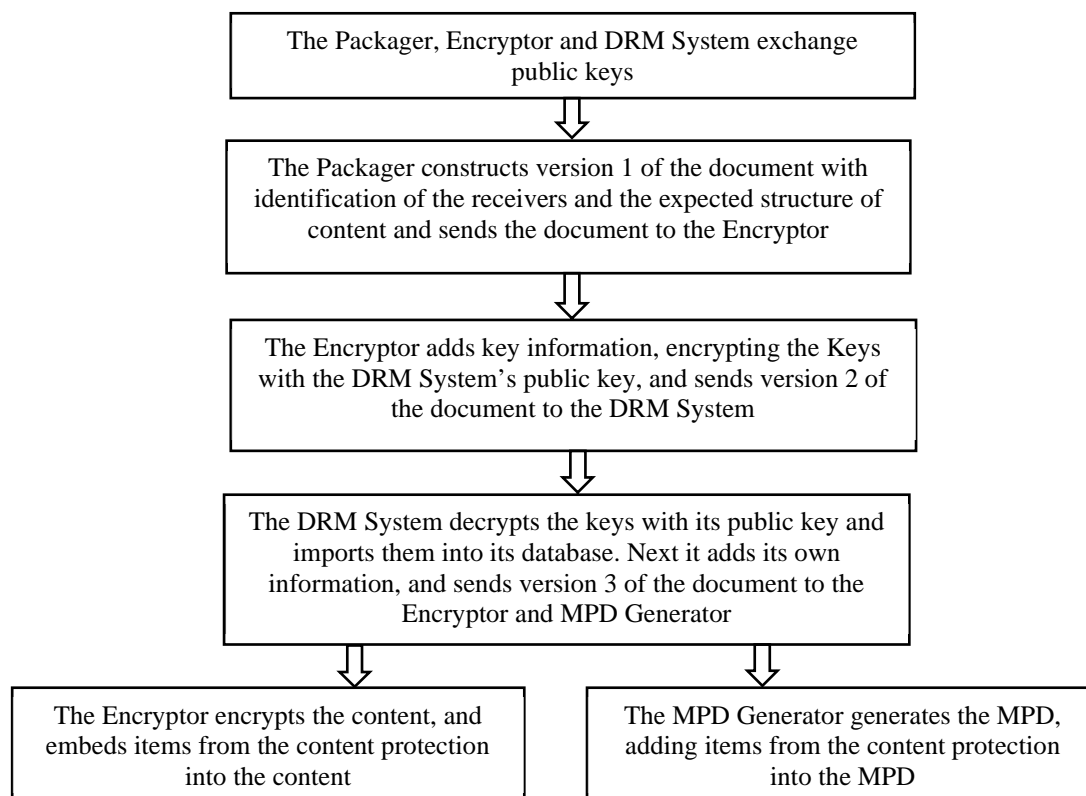 The Packager, Encryptor and DRM System exchange
public keys
The Packager constructs version 1 of the document with
identification of the receivers and the expected structure of
content and sends the document to the Encryptor
The Encryptor adds key information, encrypting the Keys
with the DRM System's public key, and sends version 2 of
the document to the DRM System
The DRM System decrypts the keys with its public key and
imports them into its database. Next it adds its own
information, and sends version 3 of the document to the
Encryptor and MPD Generator
The Encryptor encrypts the content, and
embeds items from the content protection
into the content
The MPD Generator generates the MPD,
adding items from the content protection
into the MPD